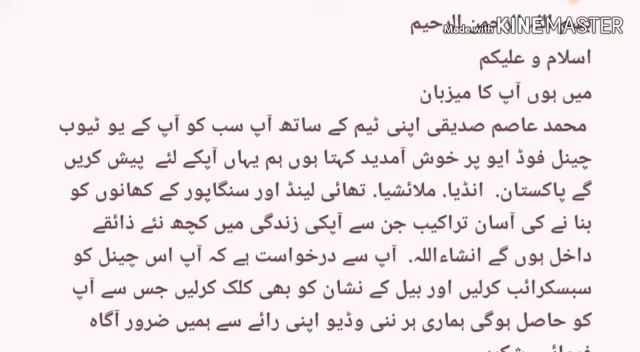 بسم اللہ الرحمن الرحیم
Made with KINEMASTER
اسلام و علیکم
میں ہوں آپ کا میزبان
محمد عاصم صدیقی اپنی ٹیم کے ساتھ آپ سب کو آپ کے یو ٹیوب
چینل فوڈ ایو پر خوش آمدید کہتا ہوں ہم یہاں آپکے لئے پیش کریں
گے پاکستان. انڈیا. ملائشیا. تھائی لینڈ اور سنگاپور کے کھانوں کو
بنا نے کی آسان تراکیب جن سے آپکی زندگی میں کچھ نئے ذائقے
داخل ہوں گے انشاءاللہ. آپ سے درخواست ہے کہ آپ اس چینل کو
سبسکرائب کرلیں اور بیل کے نشان کو بھی کلک کرلیں جس سے آپ
کو حاصل ہوگی ہماری ہر نئی وڈیو اپنی رائے سے ہمیں ضرور آگاہ